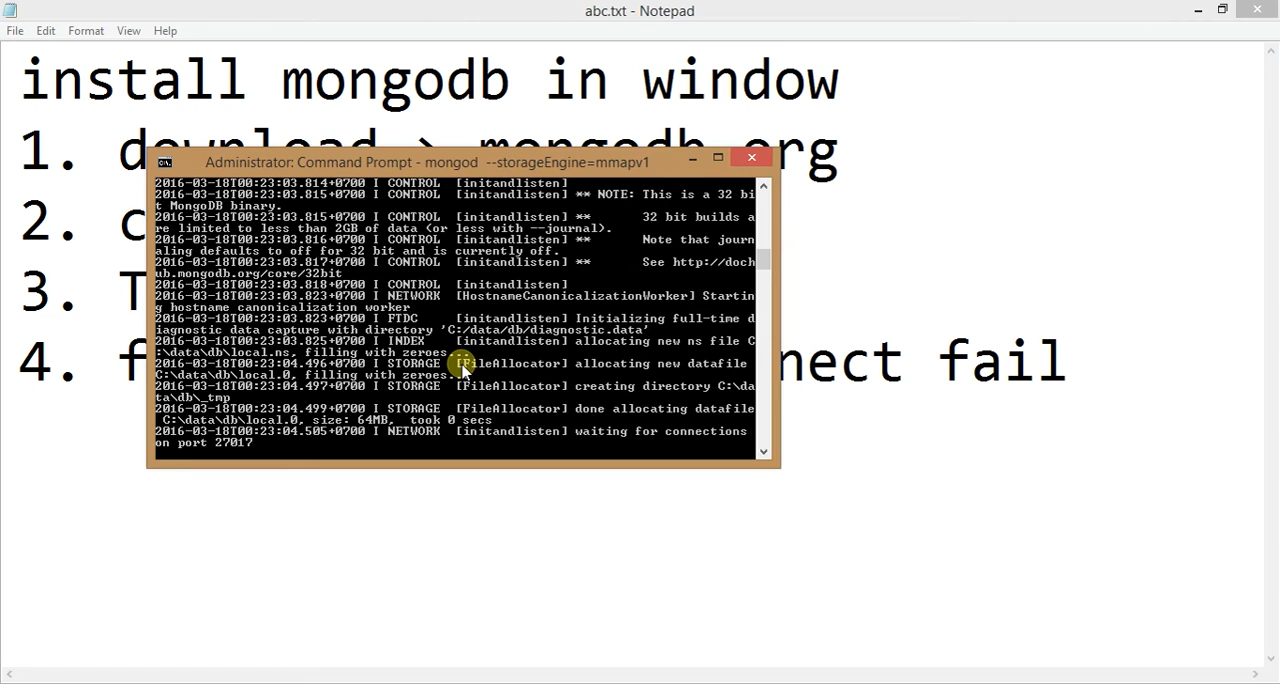 abc.txt - Notepad
File Edit Format View Help
install mongodb in window
1. download > mongodb.org
Administrator: Command Prompt - mongod --storageEngine=mmapv1
2016-03-18T00:23:03.814+0700 I CONTROL [initandlisten]
2016-03-18T00:23:03.815+0700 I CONTROL [initandlisten] ** NOTE: This is a 32 bi
t MongoDB binary.
2016-03-18T00:23:03.815+0700 I CONTROL [initandlisten] ** 32 bit builds a
re limited to less than 2GB of data (or less with --journal).
2016-03-18T00:23:03.816+0700 I CONTROL [initandlisten] ** Note that journ
aling defaults to off for 32 bit and is currently off.
2016-03-18T00:23:03.817+0700 I CONTROL [initandlisten] ** See http://doch
ub.mongodb.org/core/32bit
2016-03-18T00:23:03.818+0700 I CONTROL [initandlisten]
2016-03-18T00:23:03.823+0700 I NETWORK [HostnameCanonicalizationWorker] Startin
g hostname canonicalization worker
2016-03-18T00:23:03.823+0700 I FTDC [initandlisten] Initializing full-time d
iagnostic data capture with directory 'C:/data/db/diagnostic.data'
2016-03-18T00:23:03.825+0700 I INDEX [initandlisten] allocating new ns file C
:\data\db\local.ns, filling with zeroes...
2016-03-18T00:23:04.496+0700 I STORAGE [FileAllocator] allocating new datafile
C:\data\db\local.0, filling with zeroes...
2016-03-18T00:23:04.497+0700 I STORAGE [FileAllocator] creating directory C:\da
ta\db\_tmp
2016-03-18T00:23:04.499+0700 I STORAGE [FileAllocator] done allocating datafile
C:\data\db\local.0, size: 64MB, took 0 secs
2016-03-18T00:23:04.505+0700 I NETWORK [initandlisten] waiting for connections
on port 27017
2.
3.
4. fail